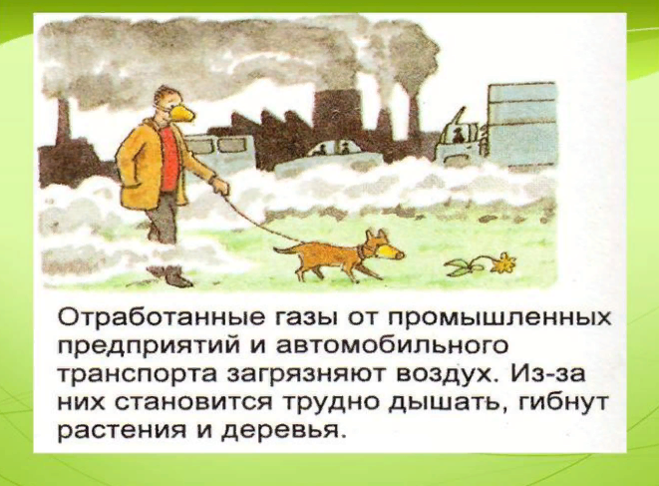 Отработанные газы от промышленных
предприятий и автомобильного
транспорта загрязняют воздух. Из-за
них становится трудно дышать, гибнут
растения и деревья.